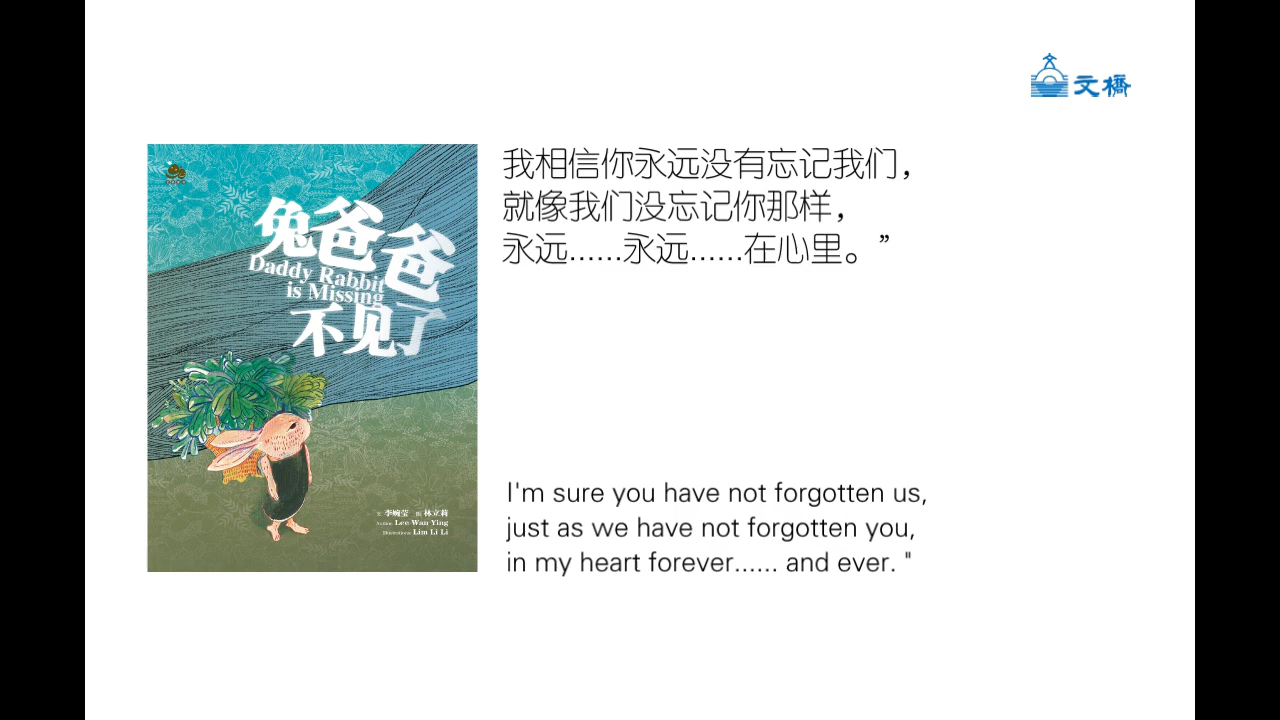 文橋
我相信你永远没有忘记我们，
就像我们没忘记你那样，
永远……永远……在心里。”
兔爸爸
Daddy Rabbit
is Missing
不见了
李婉莹 林立莉
Author Lee Wan Ying
Illustrations Lim Li Li
I'm sure you have not forgotten us,
just as we have not forgotten you,
in my heart forever...... and ever. "